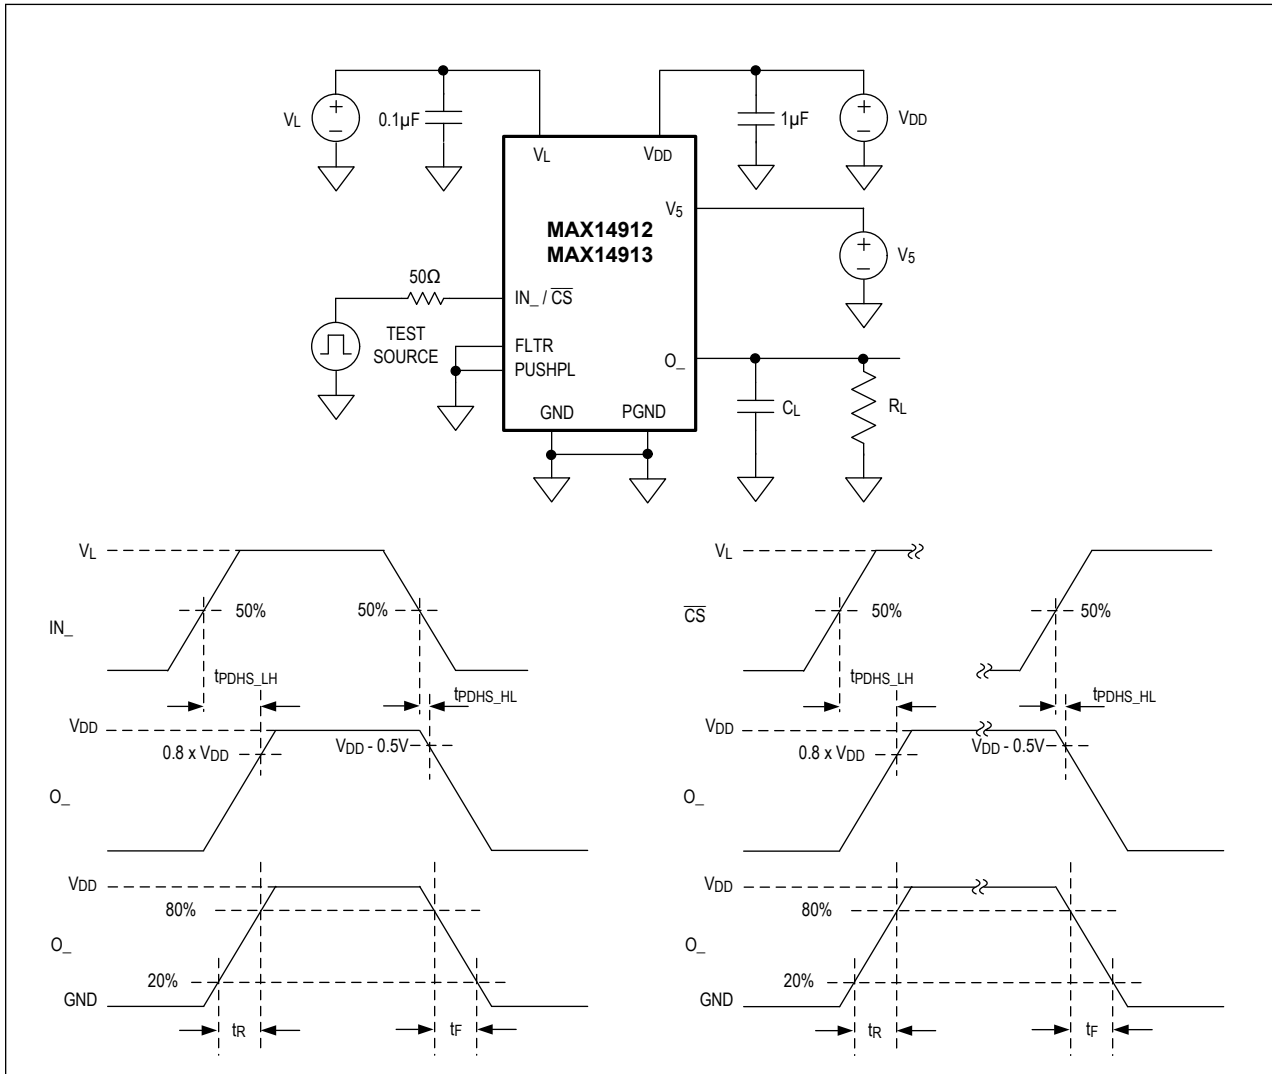 VL
0.1µF
1µF
VDD
VL
VDD
V5
MAX14912
MAX14913
V5
50Ω
IN_ / CS
TEST
SOURCE
FLTR
PUSHPL
O_
CL
RL
GND
PGND
VL
50%
50%
IN_
tPDHS_LH
tPDHS_HL
VDD
0.8 x VDD
VDD - 0.5V
O_
VDD
80%
O_
20%
GND
tR
tF
VL
50%
50%
CS
tPDHS_LH
tPDHS_HL
VDD
0.8 x VDD
VDD - 0.5V
O_
VDD
80%
O_
20%
GND
tR
tF